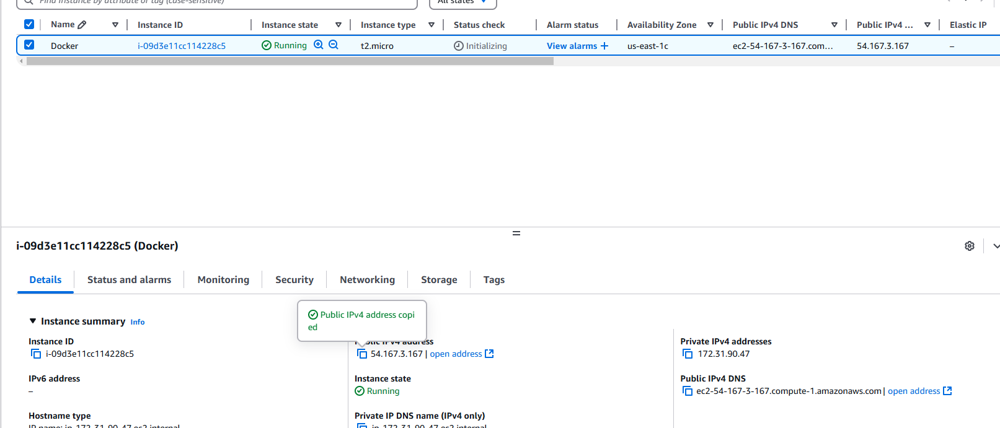 Find Instance by attribute or tag (case-sensitive)
All states
Name
Instance ID
Instance state
Instance type
Status check
Alarm status
Availability Zone
Public IPv4 DNS
Public IPv4 ...
Elastic IP
Docker
i-09d3e11cc114228c5
Running
t2.micro
Initializing
View alarms +
us-east-1c
ec2-54-167-3-167.com...
54.167.3.167
–
i-09d3e11cc114228c5 (Docker)
Details
Status and alarms
Monitoring
Security
Networking
Storage
Tags
Public IPv4 address copi
ed
Instance summary Info
Instance ID
i-09d3e11cc114228c5
Public IPv4 address
54.167.3.167 | open address
Private IPv4 addresses
172.31.90.47
IPv6 address
–
Instance state
Running
Public IPv4 DNS
ec2-54-167-3-167.compute-1.amazonaws.com | open address
Hostname type
IP name: ip-172-31-90-47.ec2.internal
Private IP DNS name (IPv4 only)
ip-172-31-90-47.ec2.internal